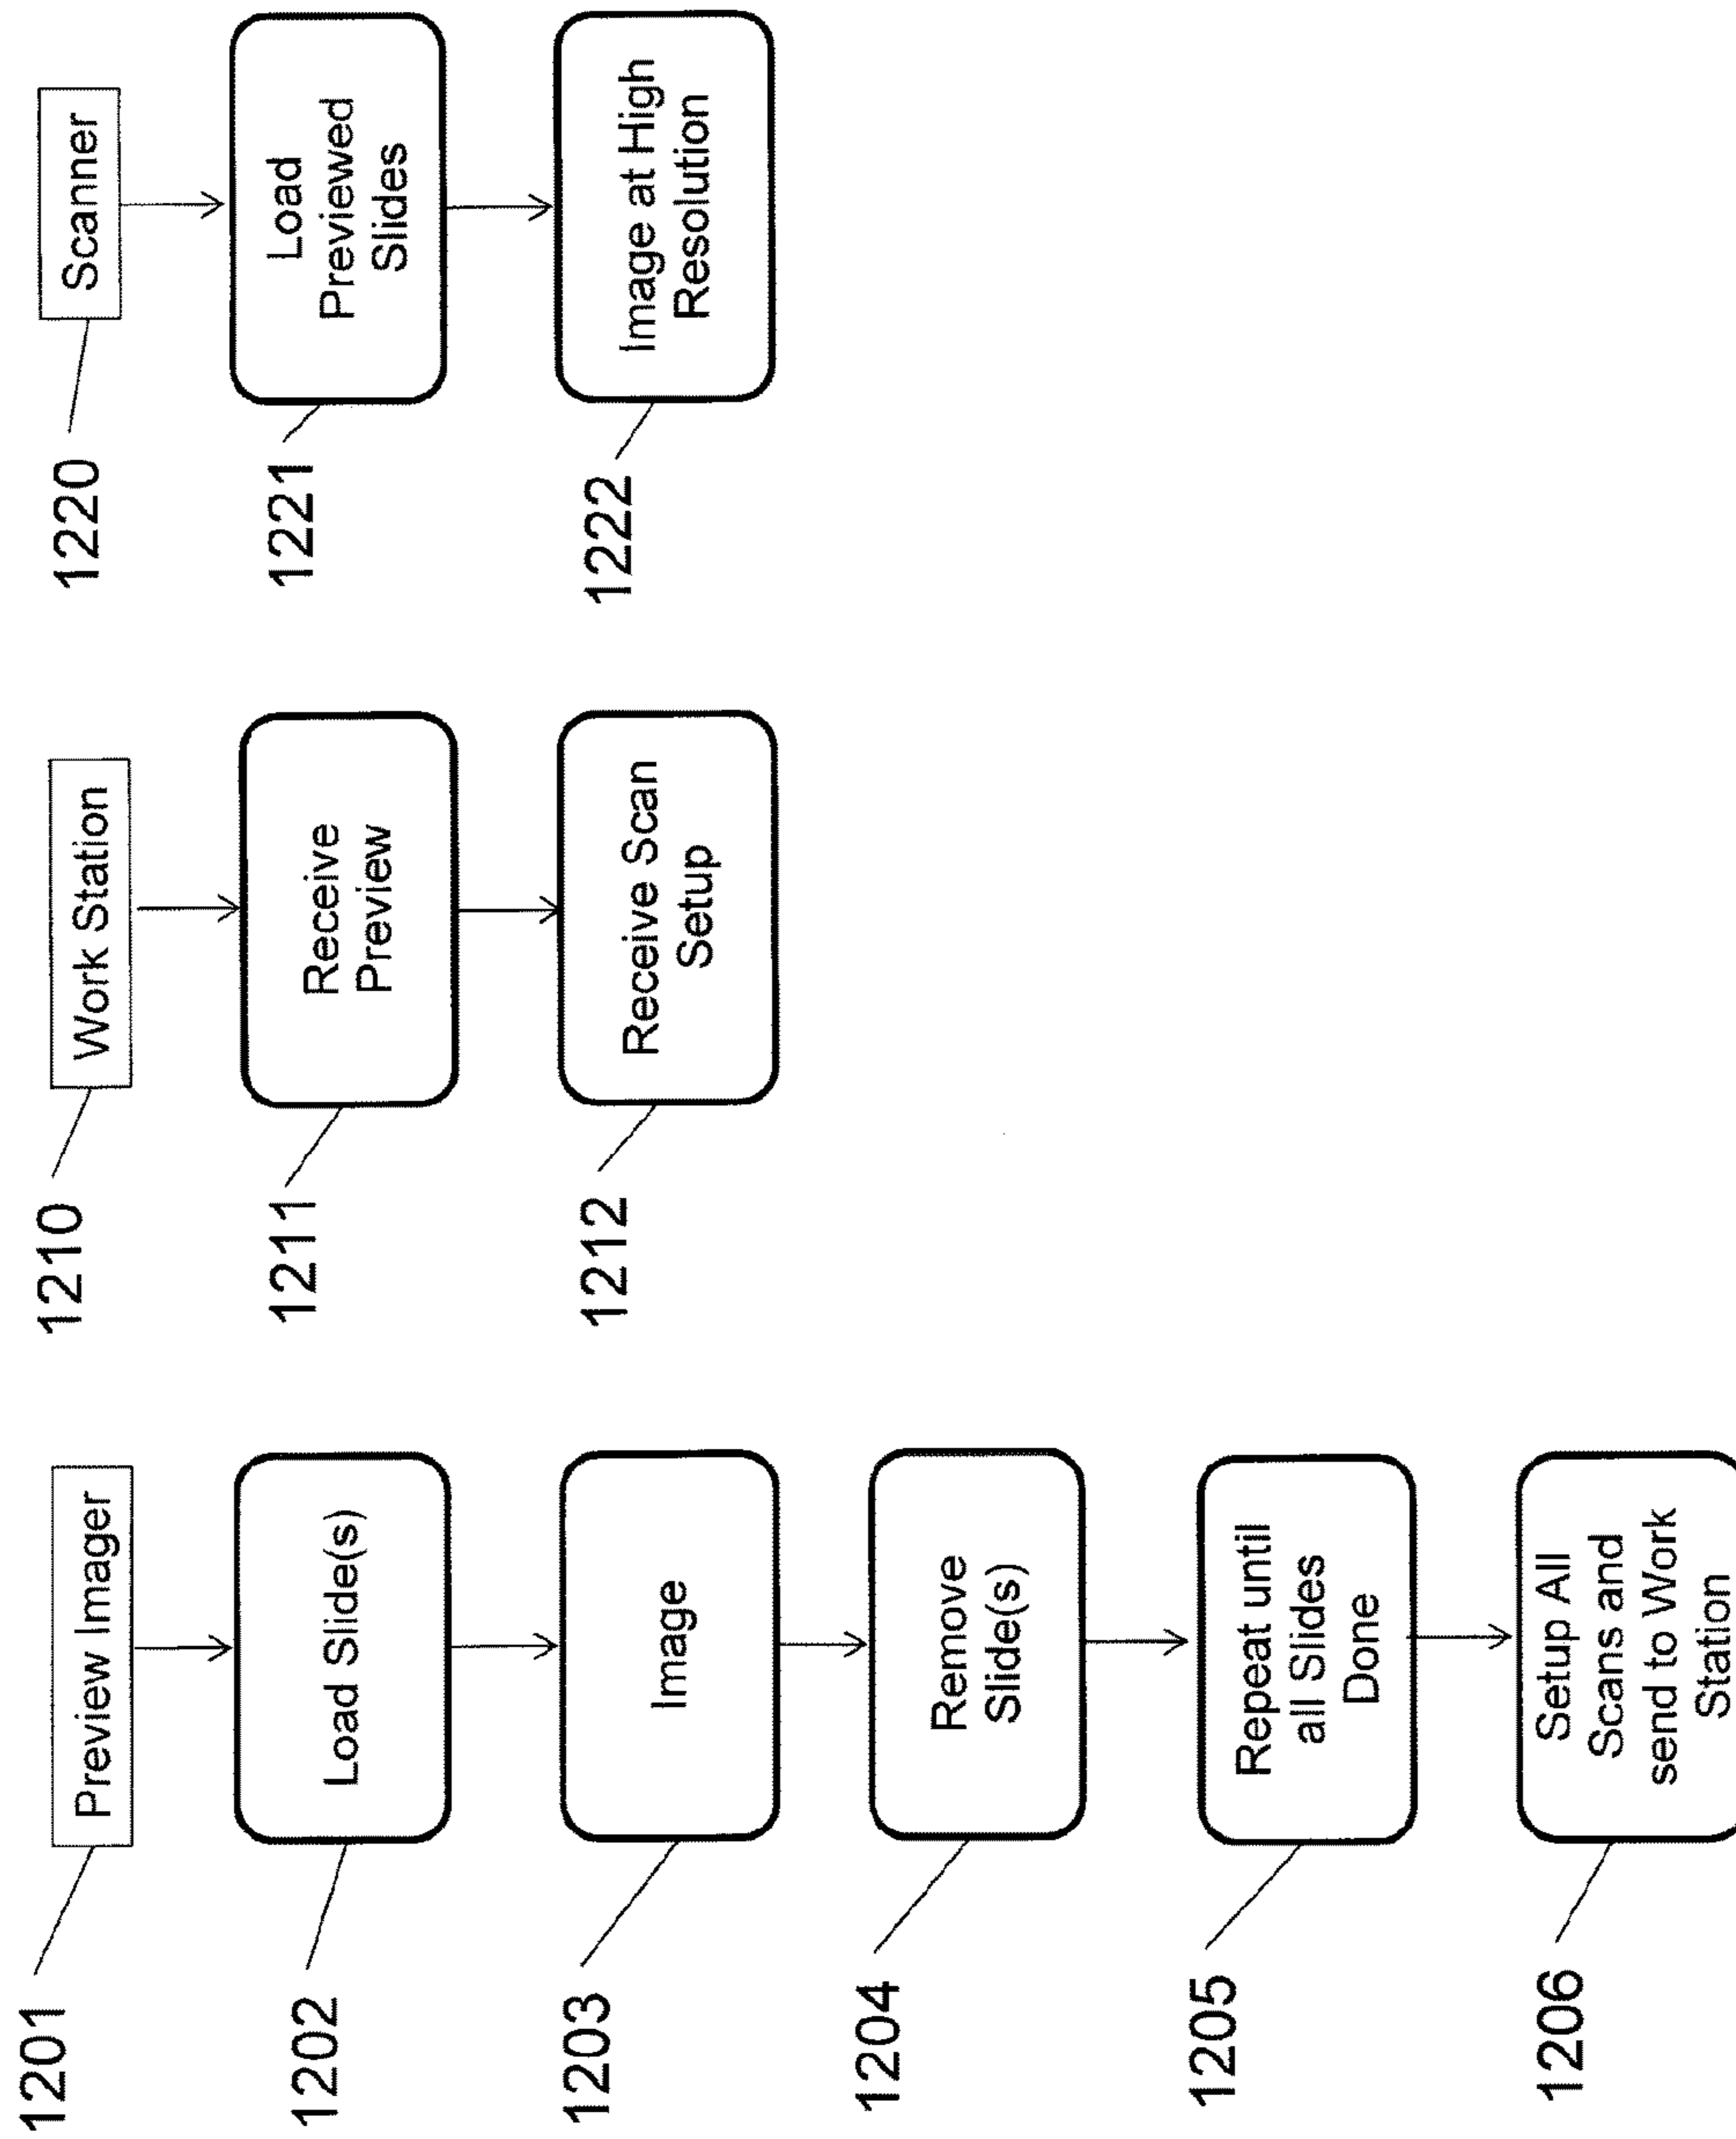 1201
Preview Imager
1202
Load Slide(s)
1203
Image
1204
Remove
Slide(s)
1205
Repeat until
all Slides
Done
1206
Setup All
Scans and
send to Work
Station
1210
Work Station
1211
Receive
Preview
1212
Receive Scan
Setup
1220
Scanner
1221
Load
Previewed
Slides
1222
Image at High
Resolution